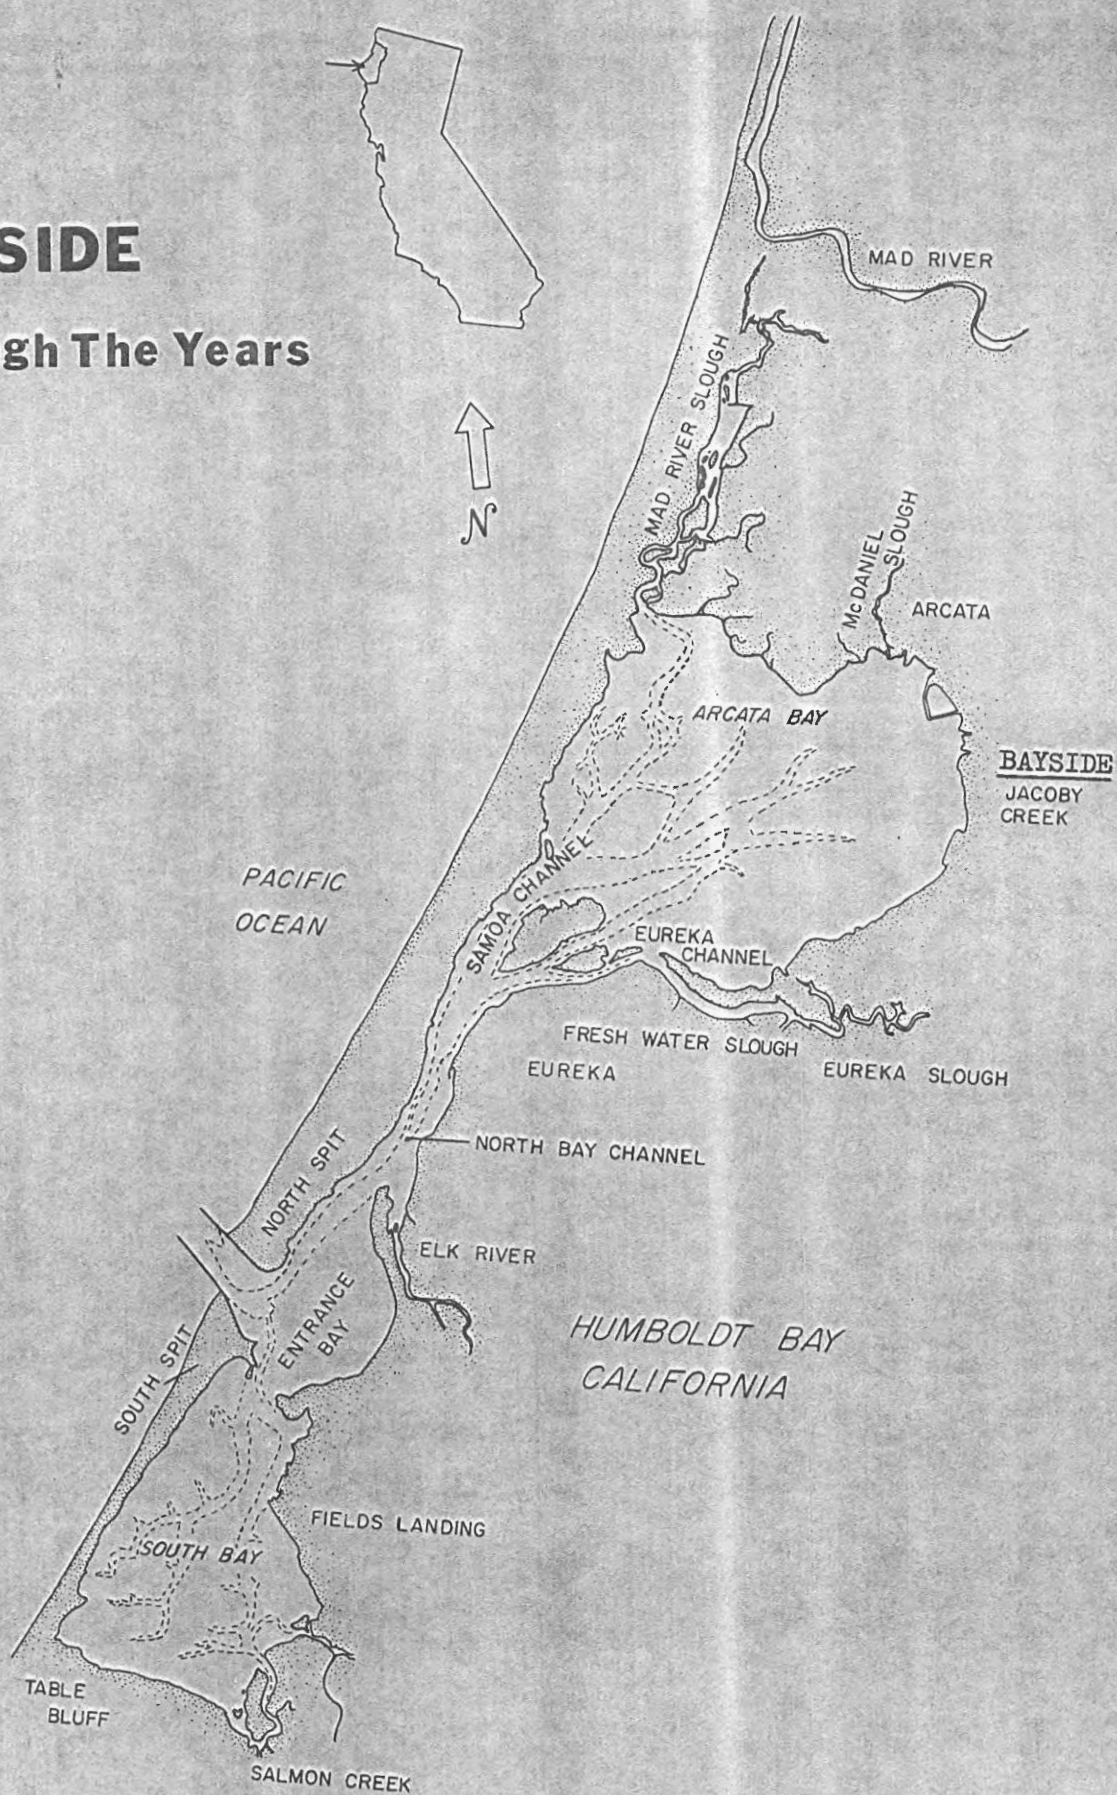 SIDE
gh The Years
N
MAD RIVER
MAD RIVER SLOUGH
McDANIEL
SLOUGH
ARCATA
ARCATA BAY
BAYSIDE
JACOBY
CREEK
PACIFIC
OCEAN
SAMOA CHANNEL
EUREKA
CHANNEL
FRESH WATER SLOUGH
EUREKA SLOUGH
EUREKA
NORTH BAY CHANNEL
NORTH SPIT
ELK RIVER
ENTRANCE
BAY
HUMBOLDT BAY
CALIFORNIA
SOUTH SPIT
FIELDS LANDING
SOUTH BAY
TABLE
BLUFF
SALMON CREEK